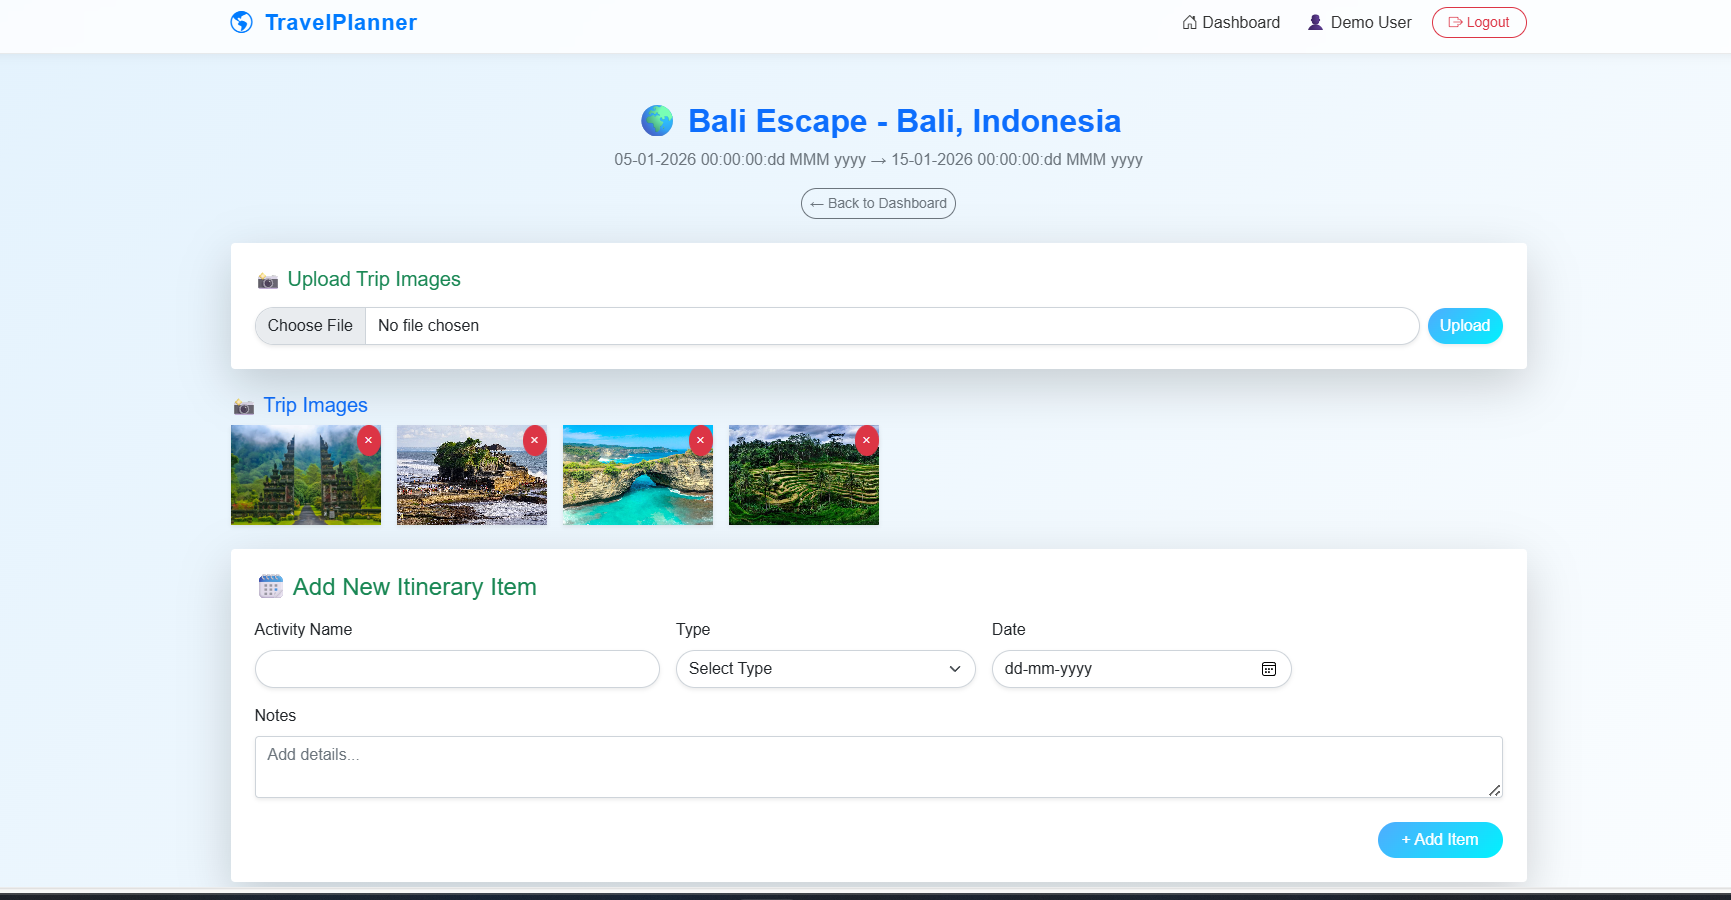 TravelPlanner
Dashboard
Demo User
Logout
Bali Escape - Bali, Indonesia
05-01-2026 00:00:00:dd MMM yyyy → 15-01-2026 00:00:00:dd MMM yyyy
← Back to Dashboard
Upload Trip Images
Choose File
No file chosen
Upload
Trip Images
Add New Itinerary Item
Activity Name
Type
Date
Select Type
dd-mm-yyyy
Notes
Add details...
+ Add Item